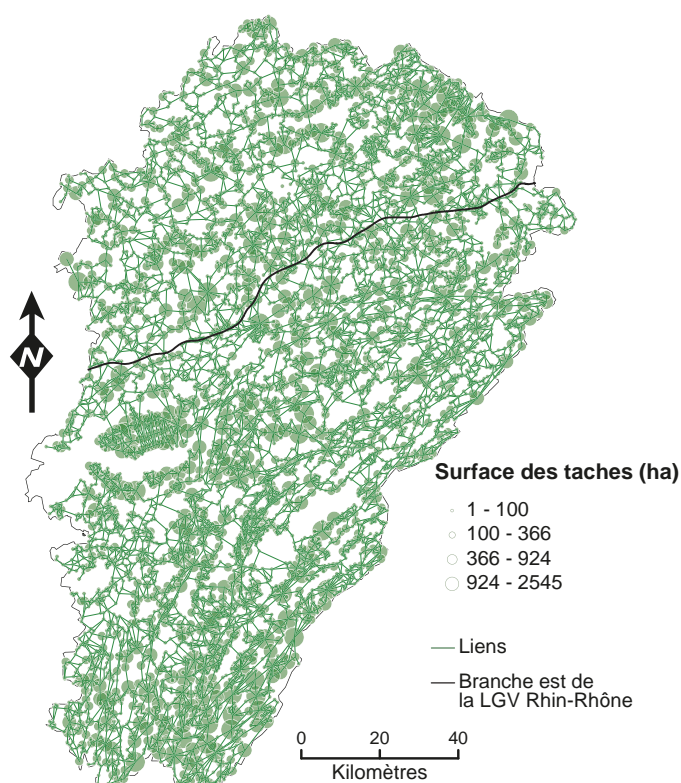 N
Surface des taches (ha)
1 - 100
100 - 366
366 - 924
924 - 2545
Liens
Branche est de
la LGV Rhin-Rhône
0 20 40
Kilomètres